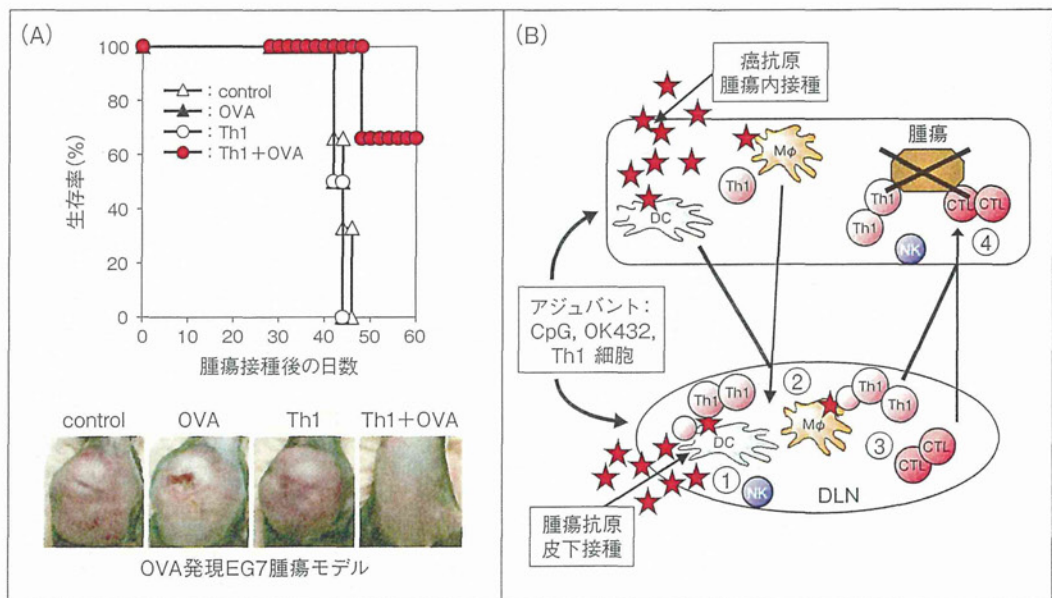 (A)
生存率(%)
100
80
60
40
20
0
△ : control
▲ : OVA
○ : Th1
● : Th1+OVA
0 10 20 30 40 50 60
腫瘍接種後の日数
control OVA Th1 Th1+OVA
OVA発現EG7腫瘍モデル
(B)
癌抗原
腫瘍内接種
Mφ
Th1
DC
腫瘍
Th1
Th1
CTL
CTL
NK
④
アジュバント:
CpG, OK432,
Th1 細胞
②
Th1
Th1
DC
Mφ
Th1
Th1
③
CTL
CTL
①
NK
DLN
腫瘍抗原
皮下接種